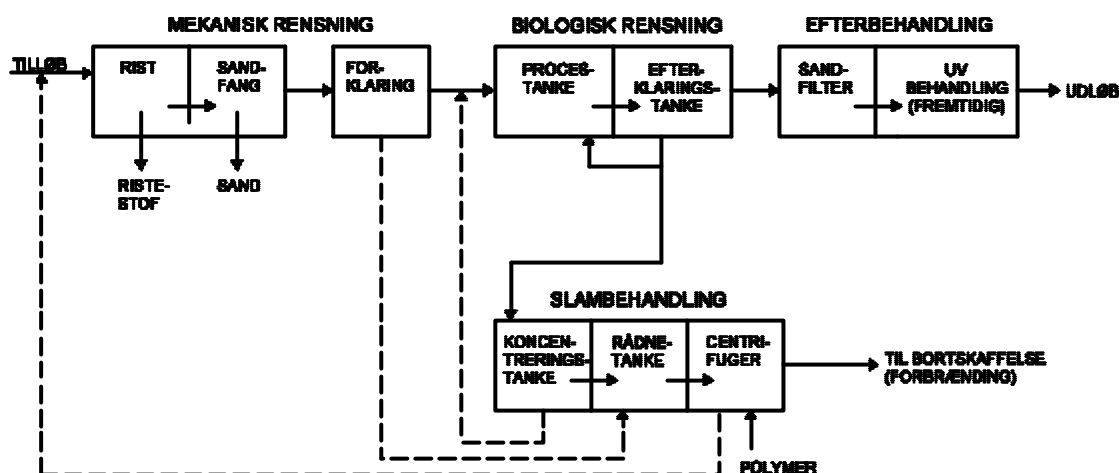 MEKANISK RENSNING
BIOLOGISK RENSNING
EFTERBEHANDLING
TILLØB
RIST
SAND-
FANG
FOR-
KLARING
PROCES-
TANKE
EFTER-
KLARINGS-
TANKE
SAND-
FILTER
UV
BEHANDLING
(FREMTIDIG)
UDLØB
RISTE-
STOF
SAND
SLAMBEHANDLING
KONCEN-
TRERINGS-
TANKE
RÅDNE-
TANKE
CENTRI-
FUGER
TIL BORTSKAFFELSE
(FORBRÆNDING)
POLYMER